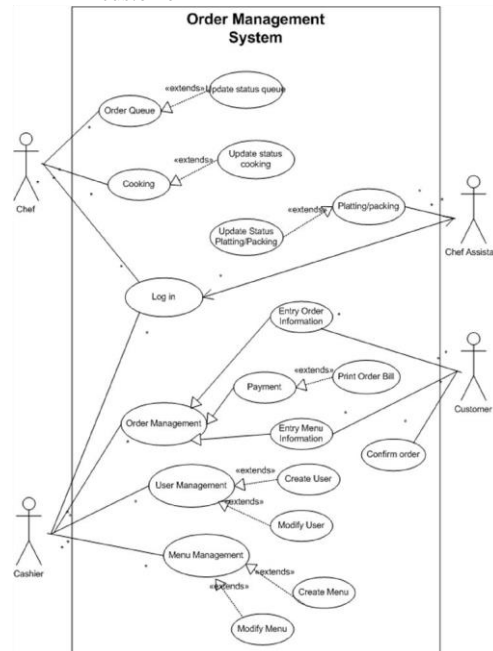 Order Management
System
«extends»
Update status queue
Order Queue
«extends»
Update status
cooking
Cooking
Chef
«extends»
Platting/packing
Update Status
Platting/Packing
Chef Assista
Log in
Entry Order
Information
«extends»
Payment
Print Order Bill
Order Management
Entry Menu
Information
Customer
Confirm order
«extends»
Create User
User Management
«extends»
Modify User
Menu Management
«extends»
«extends»
Create Menu
Modify Menu
Cashier